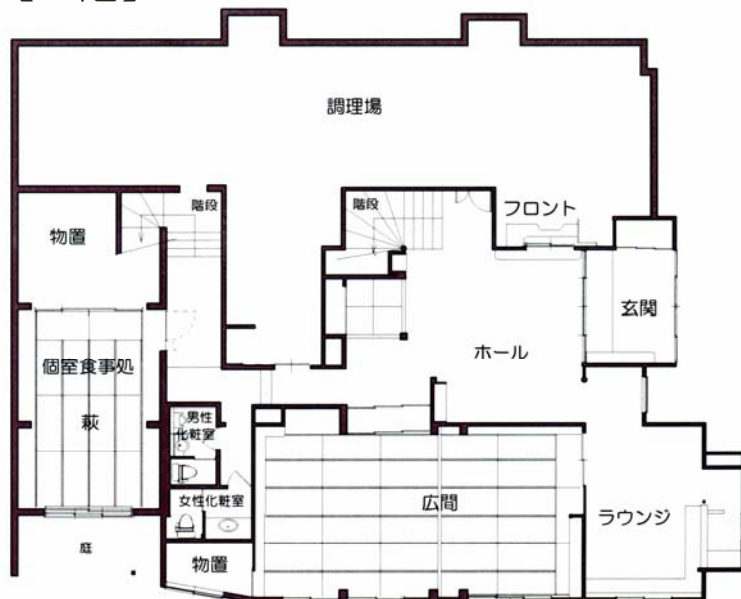 調理場
階段
階段
フロント
物置
玄関
ホール
個室食事処
萩
男性
化粧室
女性化粧室
広間
ラウンジ
庭
物置